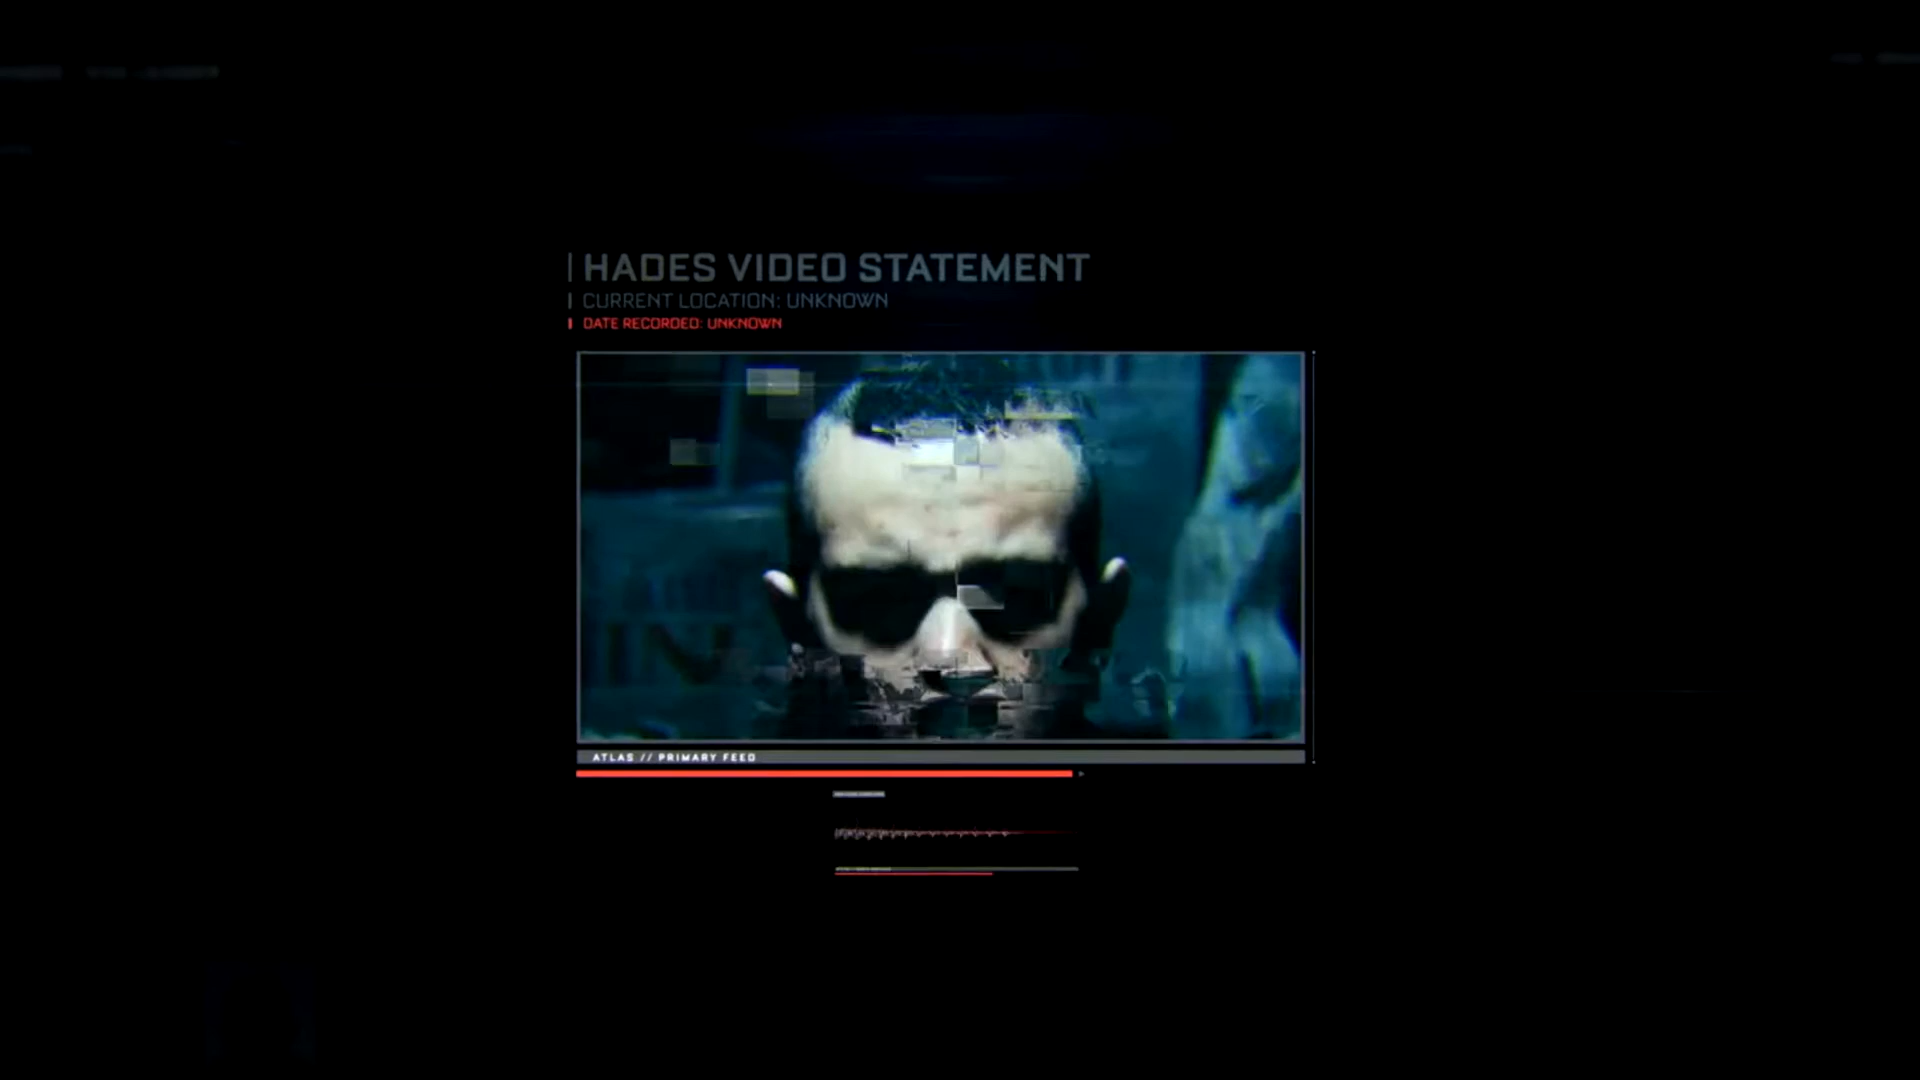 HADES VIDEO STATEMENT
CURRENT LOCATION: UNKNOWN
DATE RECORDED: UNKNOWN
ATLAS // PRIMARY FEED